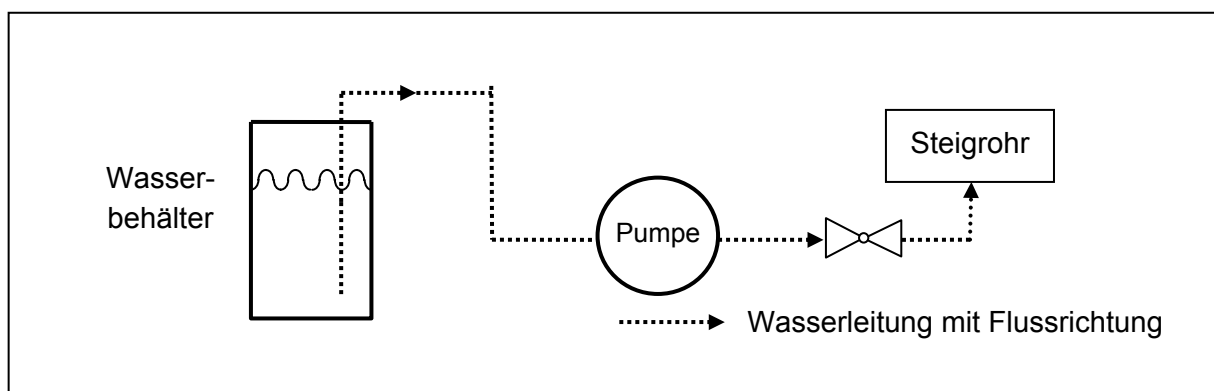 Wasser-
behälter
Pumpe
Steigrohr
Wasserleitung mit Flussrichtung